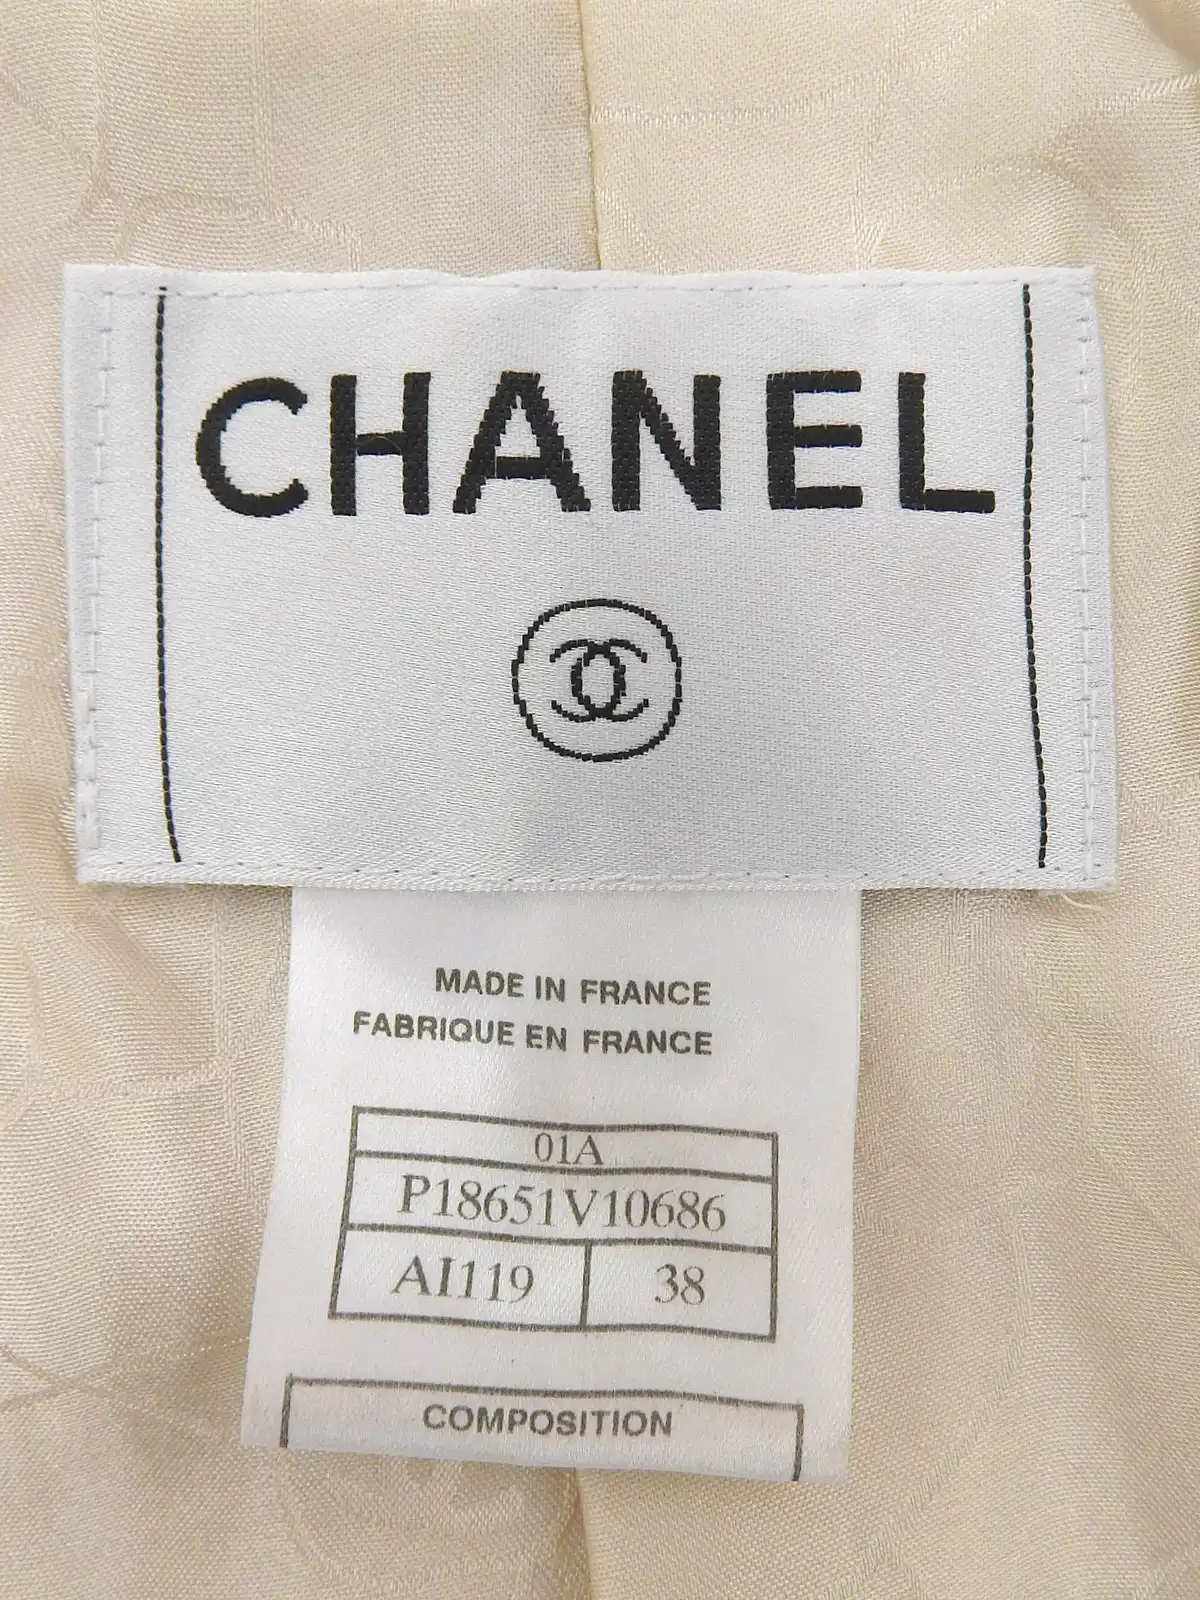 CHANEL
MADE IN FRANCE
FABRIQUE EN FRANCE
01A
P18651V10686
AI119 38
COMPOSITION